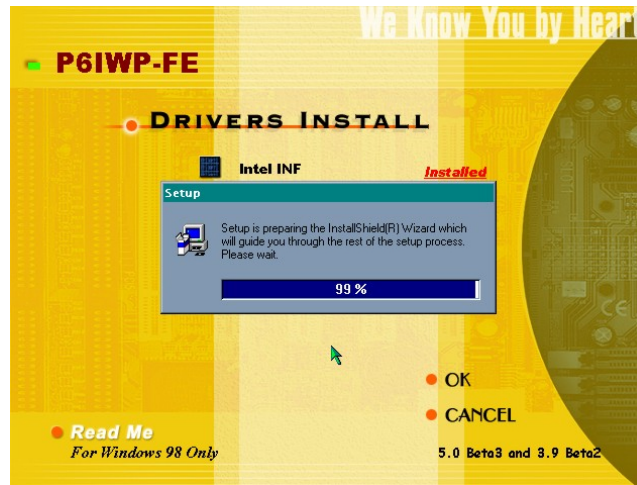 We Know You by Heart
P6IWP-FE
DRIVERS INSTALL
Intel INF
Installed
Setup
Setup is preparing the InstallShield(R) Wizard which
will guide you through the rest of the setup process.
Please wait.
99 %
OK
CANCEL
Read Me
For Windows 98 Only
5.0 Beta3 and 3.9 Beta2